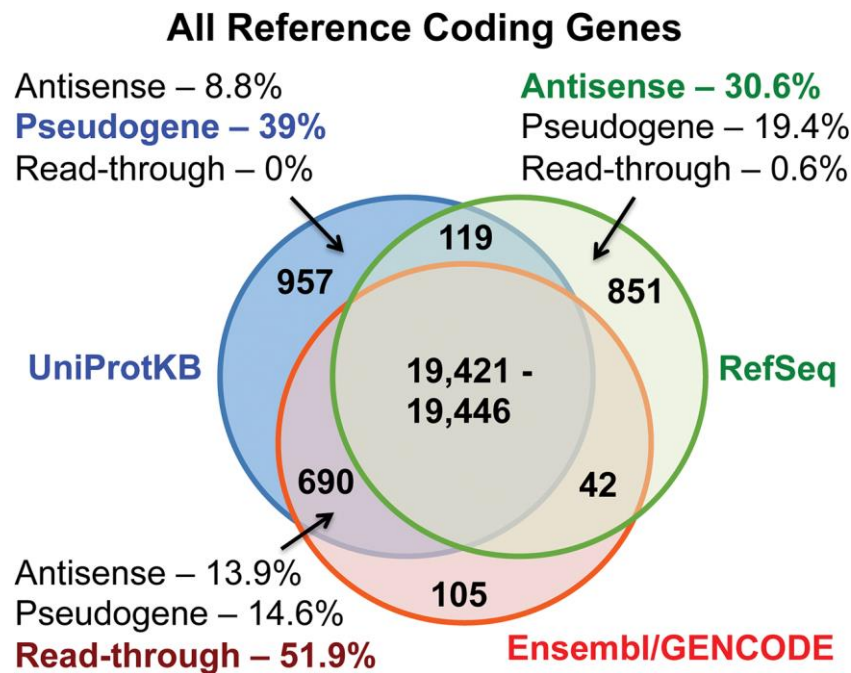 All Reference Coding Genes
Antisense – 8.8%
Pseudogene – 39%
Read-through – 0%
Antisense – 30.6%
Pseudogene – 19.4%
Read-through – 0.6%
119
957
851
UniProtKB
19,421 -
19,446
RefSeq
690
42
Antisense – 13.9%
Pseudogene – 14.6%
Read-through – 51.9%
105
Ensembl/GENCODE